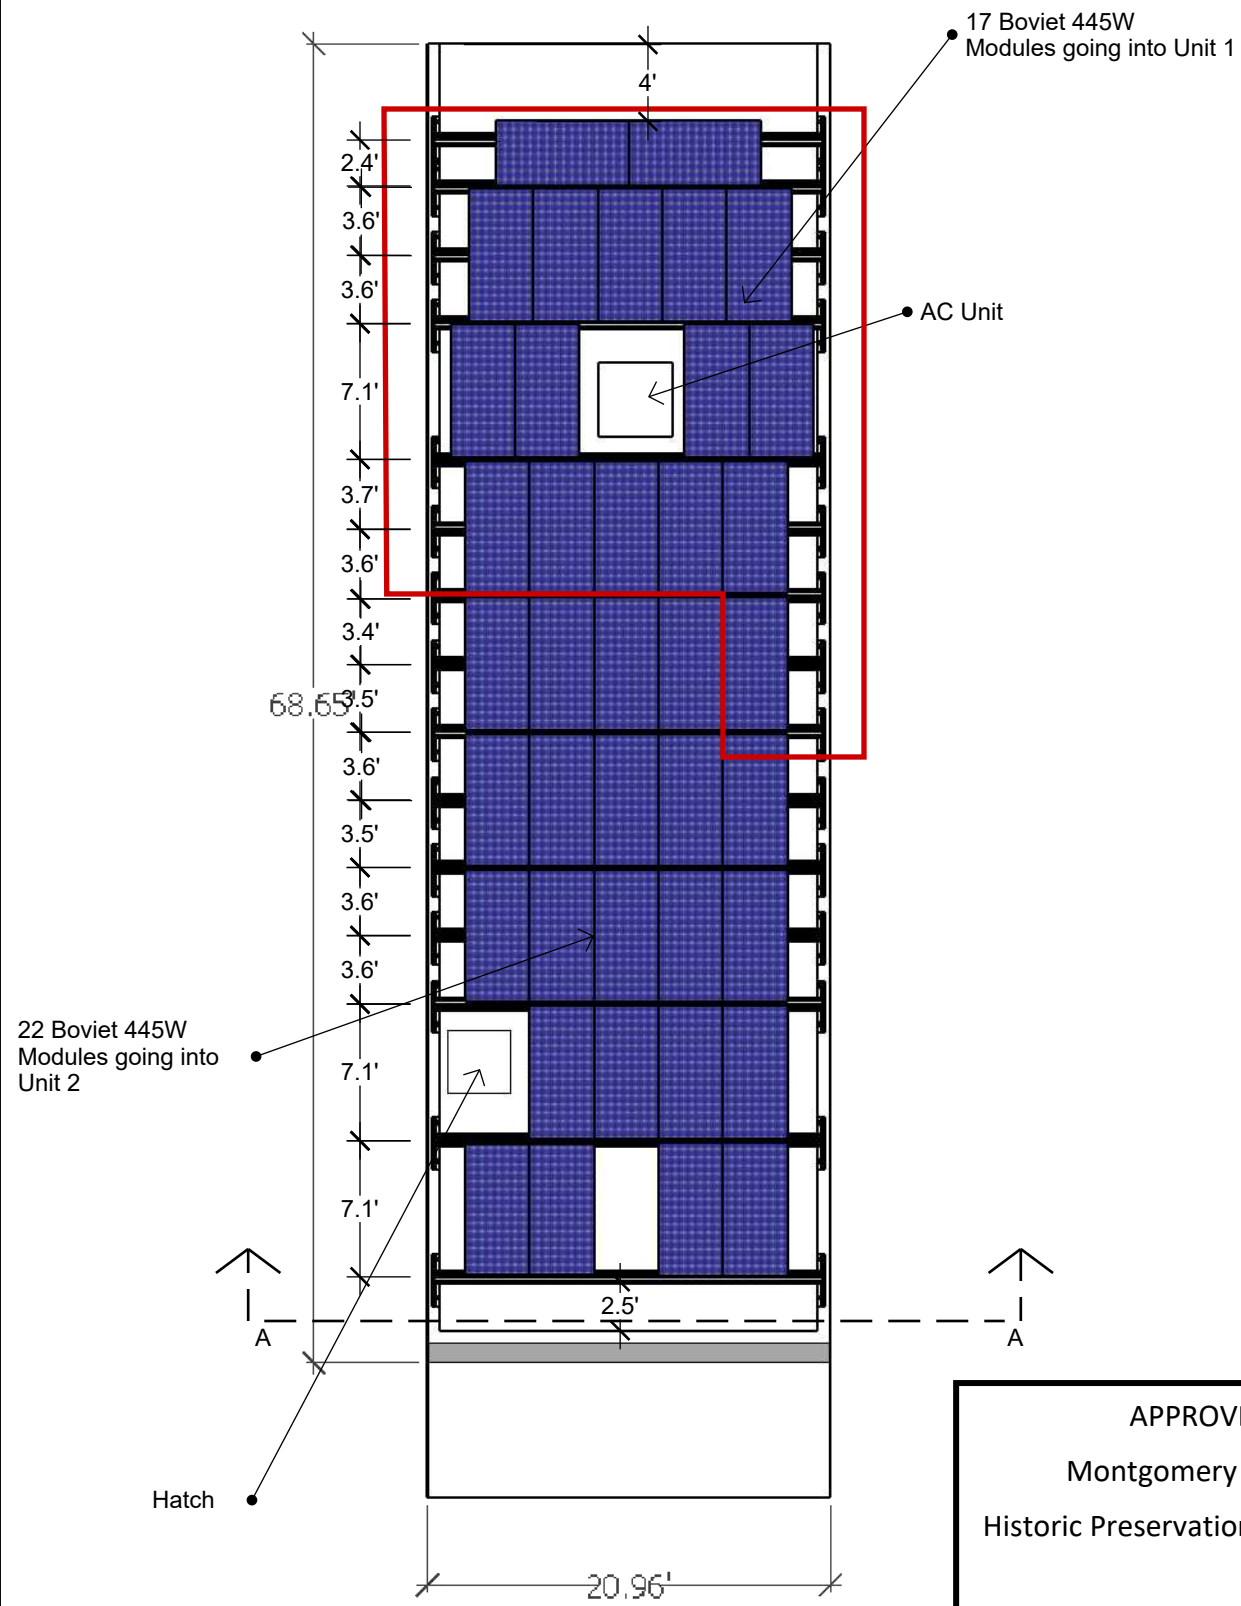 17 Boviet 445W
Modules going into Unit 1
4'
2.4'
3.6'
3.6'
AC Unit
7.1'
3.7'
3.6'
3.4'
68.65'
3.5'
3.6'
3.5'
3.6'
3.6'
22 Boviet 445W
Modules going into
Unit 2
7.1'
7.1'
2.5'
A
A
Hatch
20.96'
APPROV
Montgomery
Historic Preservation